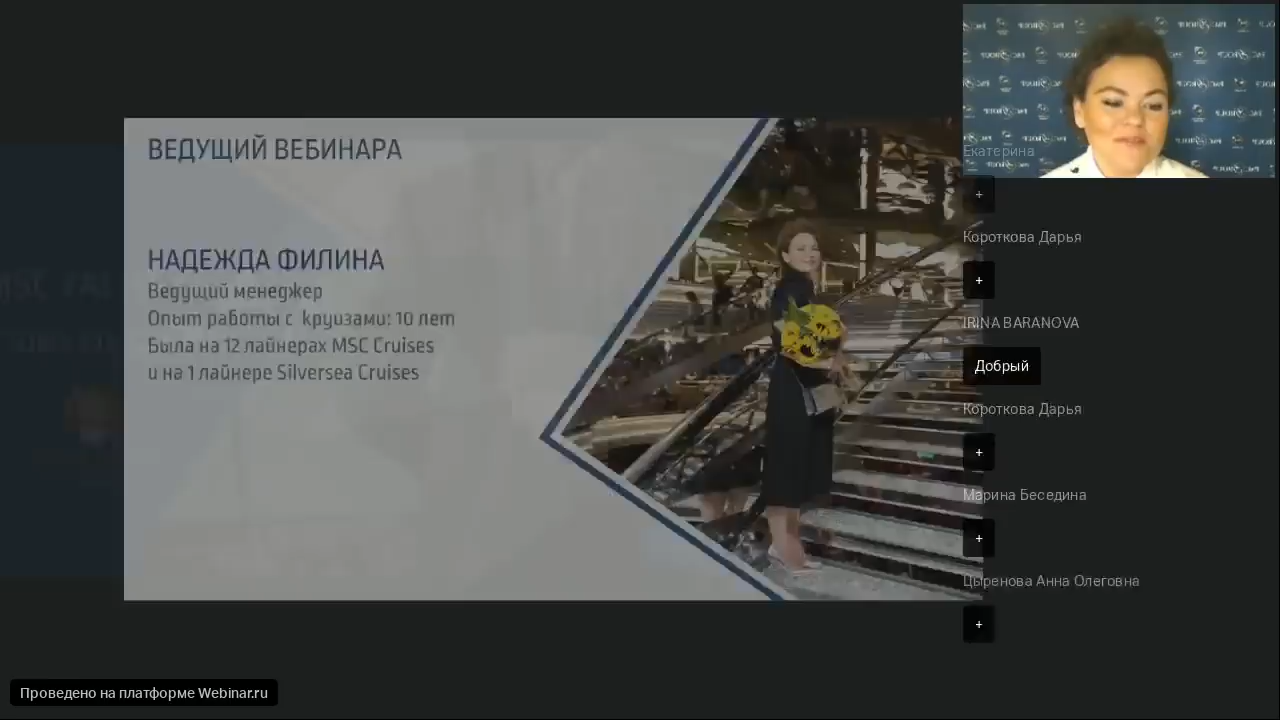 ВЕДУЩИЙ ВЕБИНАРА
НАДЕЖДА ФИЛИНА
Ведущий менеджер
Опыт работы с круизами: 10 лет
Была на 12 лайнерах MSC Cruises
и на 1 лайнере Silversea Cruises
Екатерина
+
Короткова Дарья
+
IRINA BARANOVA
Добрый
Короткова Дарья
+
Марина Беседина
+
Цыренова Анна Олеговна
+
Проведено на платформе Webinar.ru